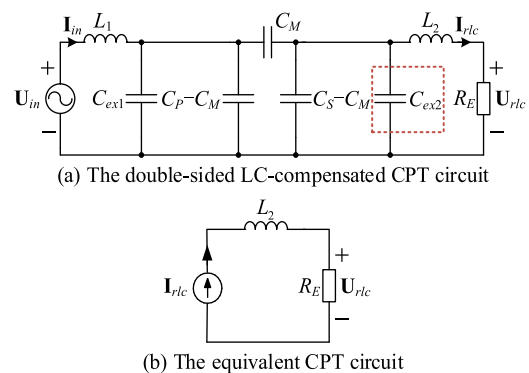 I_in L_1 C_M L_2 I_rlc
+ +
U_in C_ex1 C_P–C_M C_S–C_M C_ex2 R_E U_rlc
– –
(a) The double-sided LC-compensated CPT circuit
L_2
+
I_rlc R_E U_rlc
–
(b) The equivalent CPT circuit